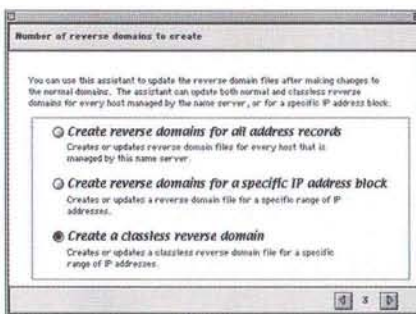 Number of reverse domains to create
You can use this assistant to update the reverse domain files after making changes to
the normal domains. The assistant can update both normal and classless reverse
domains for every host managed by the name server, or for a specific IP address block.
Create reverse domains for all address records
Creates or updates reverse domain files for every host that is
managed by this name server.
Create reverse domains for a specific IP address block
Creates or updates a reverse domain file for a specific range of IP
addresses.
Create a classless reverse domain
Creates or updates a classless reverse domain file for a specific
range of IP addresses.
3